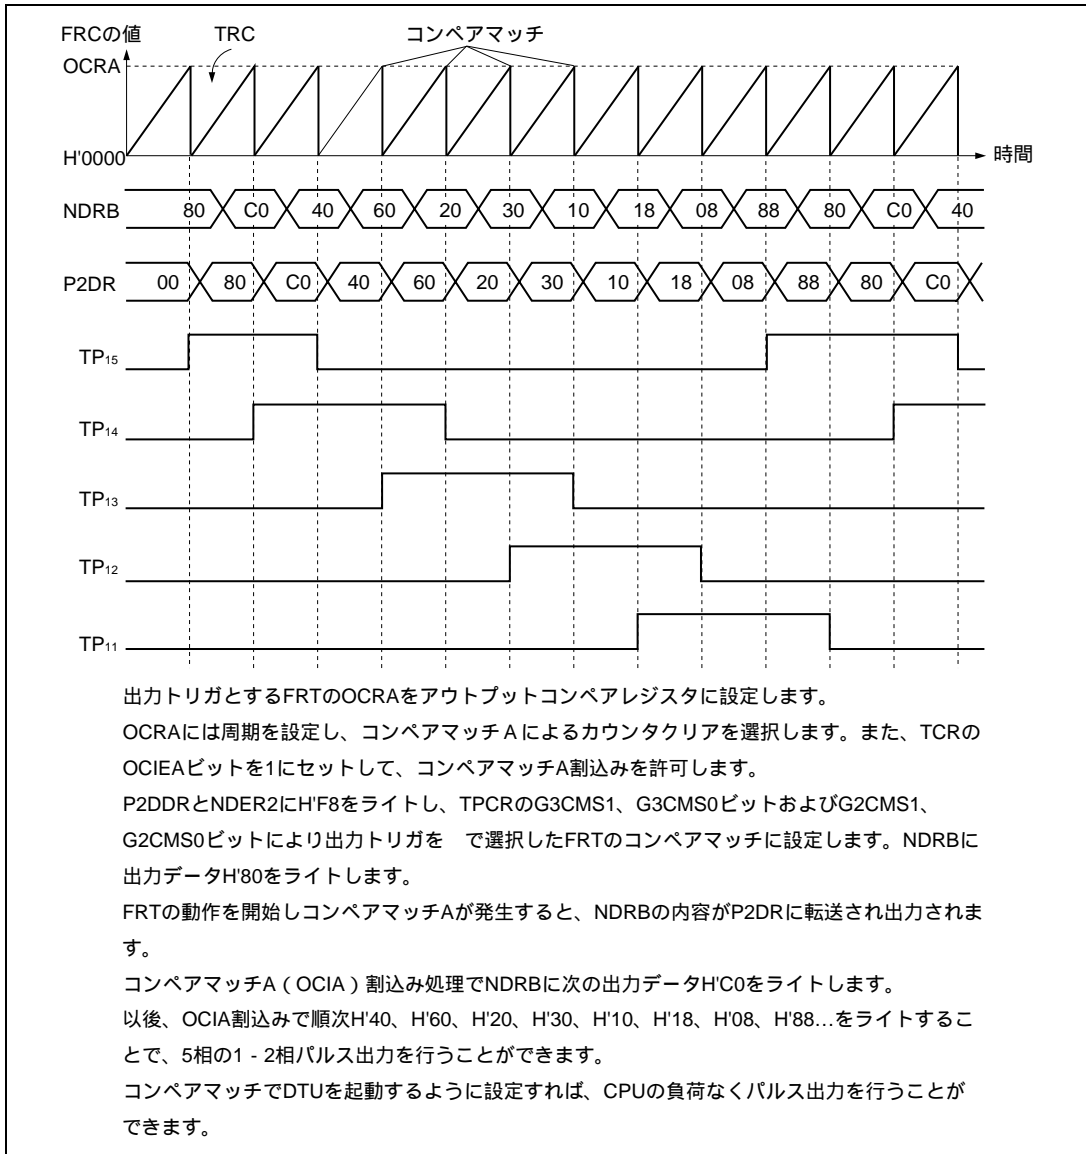 FRCの値 TRC コンペアマッチ
OCRA
H'0000 時間
NDRB 80 C0 40 60 20 30 10 18 08 88 80 C0 40
P2DR 00 80 C0 40 60 20 30 10 18 08 88 80 C0
TP15
TP14
TP13
TP12
TP11
出力トリガとするFRTのOCRAをアウトプットコンペアレジスタに設定します。
OCRAには周期を設定し、コンペアマッチAによるカウンタクリアを選択します。また、TCRの
OCIEAビットを1にセットして、コンペアマッチA割込みを許可します。
P2DDRとNDER2にH'F8をライトし、TPCRのG3CMS1、G3CMS0ビットおよびG2CMS1、
G2CMS0ビットにより出力トリガを　で選択したFRTのコンペアマッチに設定します。NDRBに
出力データH'80をライトします。
FRTの動作を開始しコンペアマッチAが発生すると、NDRBの内容がP2DRに転送され出力されま
す。
コンペアマッチA（OCIA）割込み処理でNDRBに次の出力データH'C0をライトします。
以後、OCIA割込みで順次H'40、H'60、H'20、H'30、H'10、H'18、H'08、H'88…をライトするこ
とで、5相の1‐2相パルス出力を行うことができます。
コンペアマッチでDTUを起動するように設定すれば、CPUの負荷なくパルス出力を行うことが
できます。